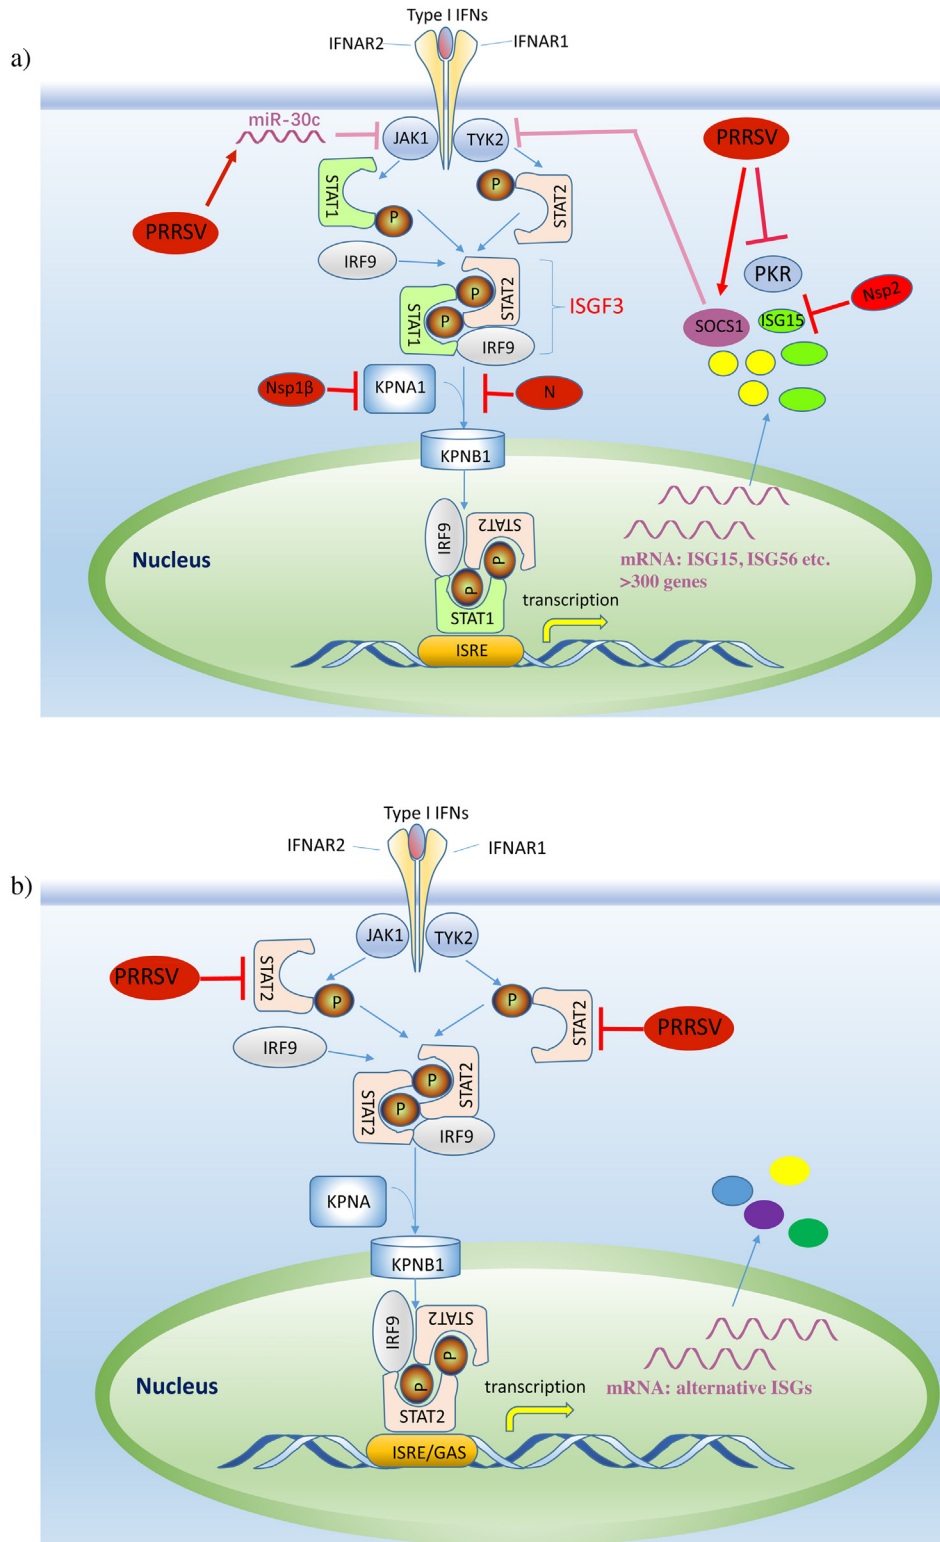 a)
Type I IFNs
IFNAR2
IFNAR1
miR-30c
JAK1
TYK2
PRRSV
PRRSV
STAT1
P
P
STAT2
IRF9
PKR
Nsp2
P
STAT2
STAT1
P
IRF9
ISGF3
SOCS1
ISG15
Nsp1β
KPNA1
N
KPNB1
IRF9
STAT2
P
P
STAT1
Nucleus
mRNA: ISG15, ISG56 etc.
>300 genes
transcription
ISRE
b)
Type I IFNs
IFNAR2
IFNAR1
JAK1
TYK2
PRRSV
STAT2
P
P
STAT2
PRRSV
IRF9
P
STAT2
STAT2
P
IRF9
KPNA
KPNB1
IRF9
STAT2
P
P
STAT2
Nucleus
mRNA: alternative ISGs
transcription
ISRE/GAS